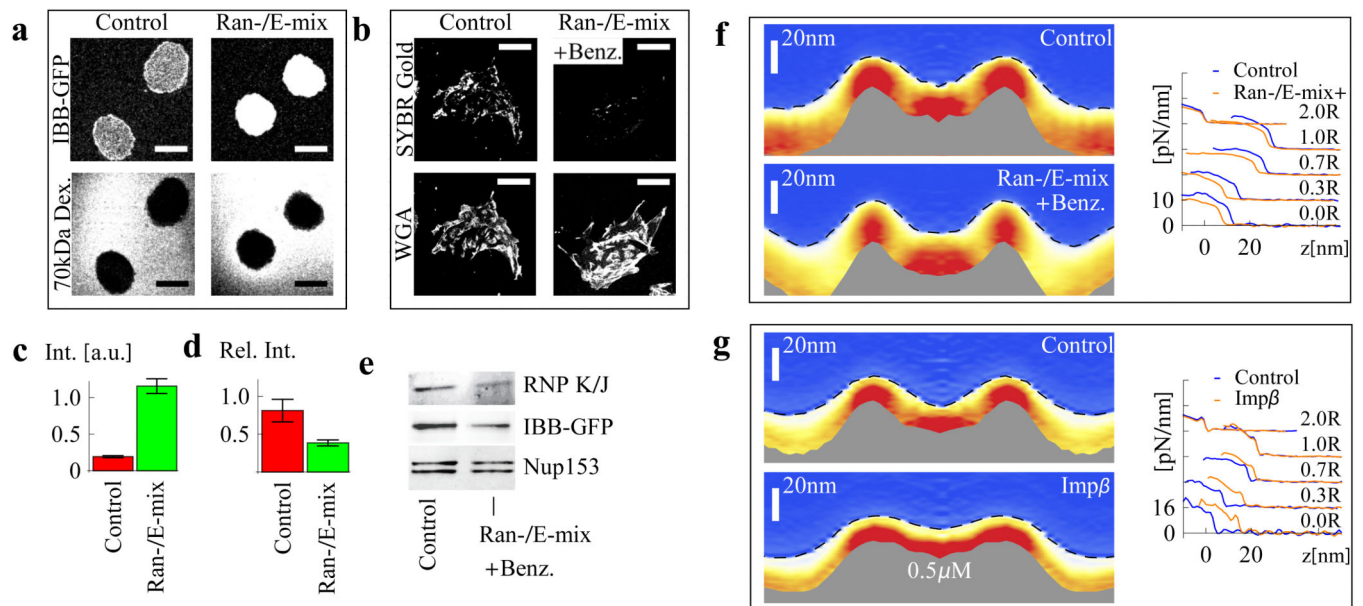 a
Control
Ran-/E-mix
IBB-GFP
70kDa Dex.
b
Control
Ran-/E-mix
+Benz.
SYBR Gold
WGA
c
Int. [a.u.]
1.0
0.5
0
Control
Ran-/E-mix
d
Rel. Int.
1.0
0.5
Control
Ran-/E-mix
e
RNP K/J
IBB-GFP
Nup153
Control
Ran-/E-mix
+Benz.
f
20nm
Control
20nm
Ran-/E-mix
+Benz.
Control
Ran-/E-mix+
[pN/nm]
2.0R
1.0R
0.7R
0.3R
0.0R
10
0
0
20
z[nm]
g
20nm
Control
20nm
Impβ
0.5μM
Control
Impβ
[pN/nm]
2.0R
1.0R
0.7R
0.3R
0.0R
16
0
0
20
z[nm]